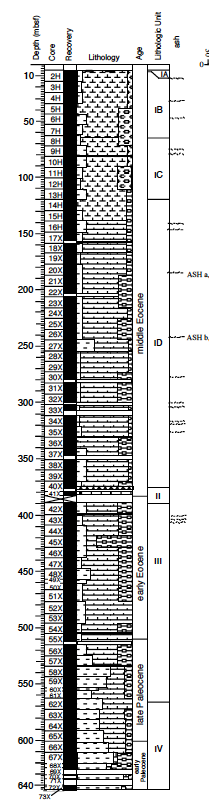 Depth (mbsf)
Core
Recovery
Lithology
Age
Lithologic Unit
ash
0
10
50
100
150
200
250
300
350
400
450
500
550
600
640
2H
3H
4H
5H
6H
7H
8H
9H
10H
11H
12H
13H
14H
15H
16H
17X
18X
19X
20X
21X
22X
23X
24X
25X
26X
27X
28X
29X
30X
31X
32X
33X
34X
35X
36X
37X
38X
39X
40X
41X
42X
43X
44X
45X
46X
47X
48X
49X
51X
52X
53X
54X
55X
56X
57X
58X
59X
60X
61X
62X
63X
64X
65X
66X
67X
68X
73X
middle Eocene
early Eocene
late Paleocene
early Paleocene
IA
IB
IC
ID
II
III
IV
ASH a,
ASH b,